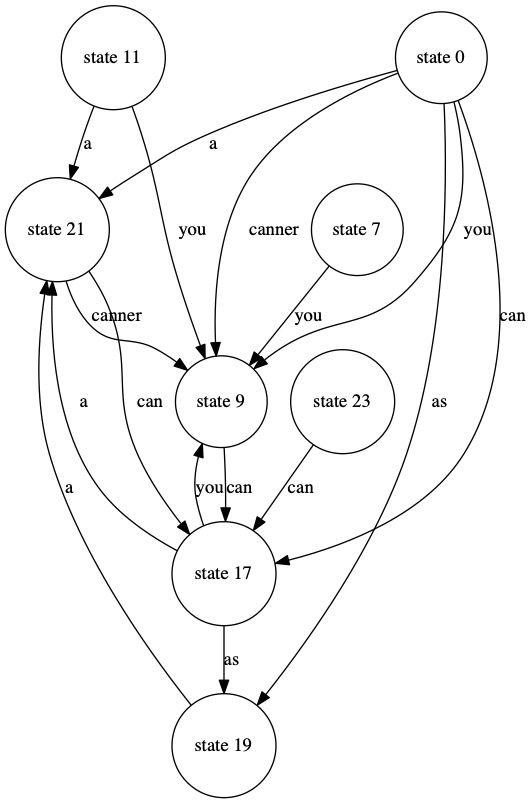 state 11
state 0
a
a
state 21
you
canner
state 7
you
canner
you
can
a
can
state 9
state 23
as
a
you
can
can
state 17
as
state 19